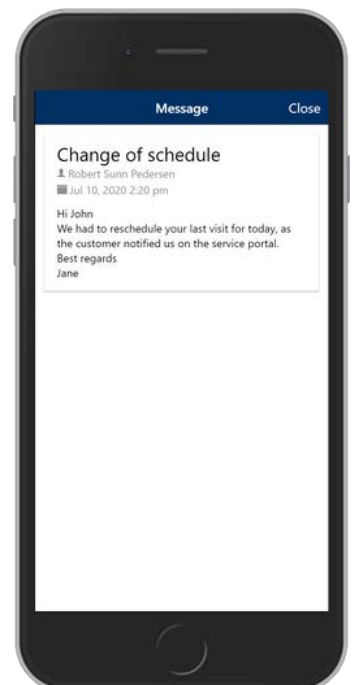 Message
Close
Change of schedule
Robert Sunn Pedersen
Jul 10, 2020 2:20 pm
Hi John
We had to reschedule your last visit for today, as
the customer notified us on the service portal.
Best regards
Jane